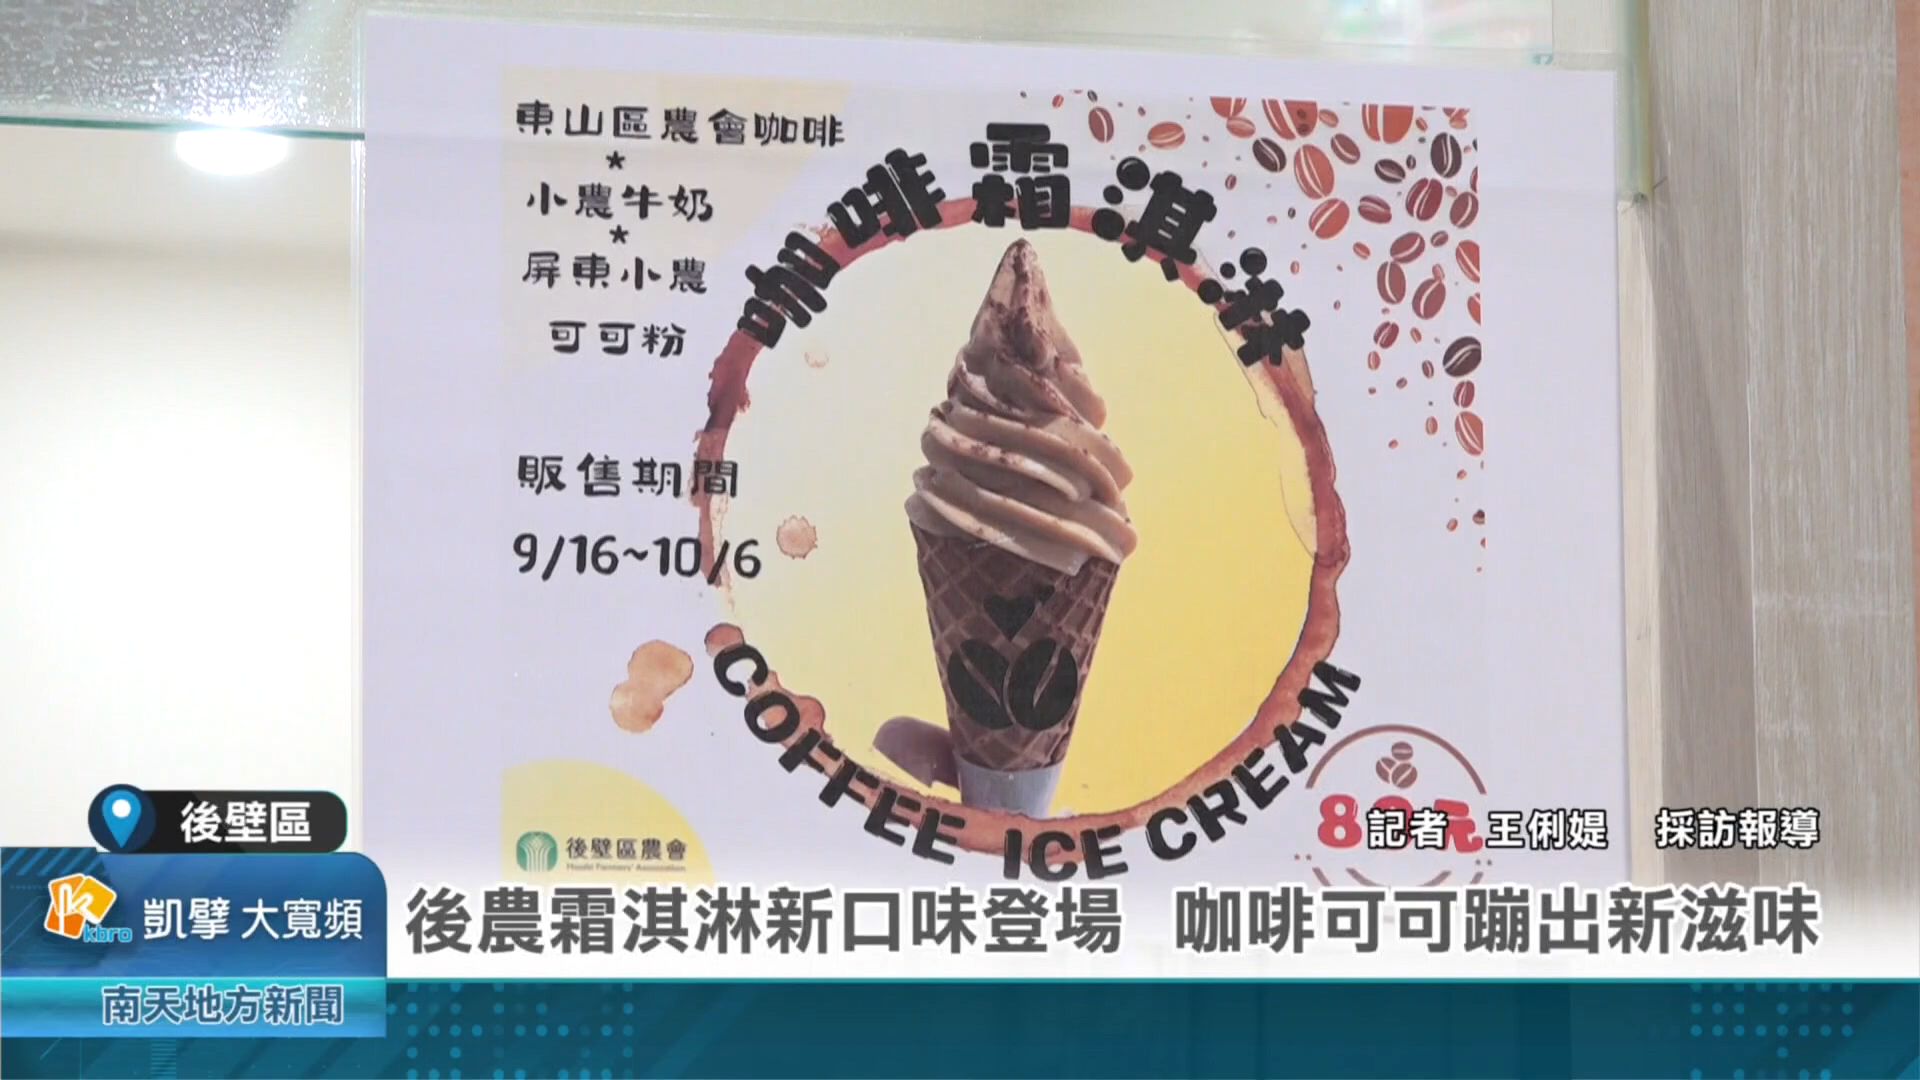 東山區農會咖啡
★
小農牛奶
★
屏東小農
可可粉
販售期間
9/16~10/6
咖啡霜淇淋
COFFEE ICE CREAM
後壁區農會
後壁區
記者 王俐媞 採訪報導
kbro
凱擘 大寬頻
後農霜淇淋新口味登場 咖啡可可蹦出新滋味
南天地方新聞